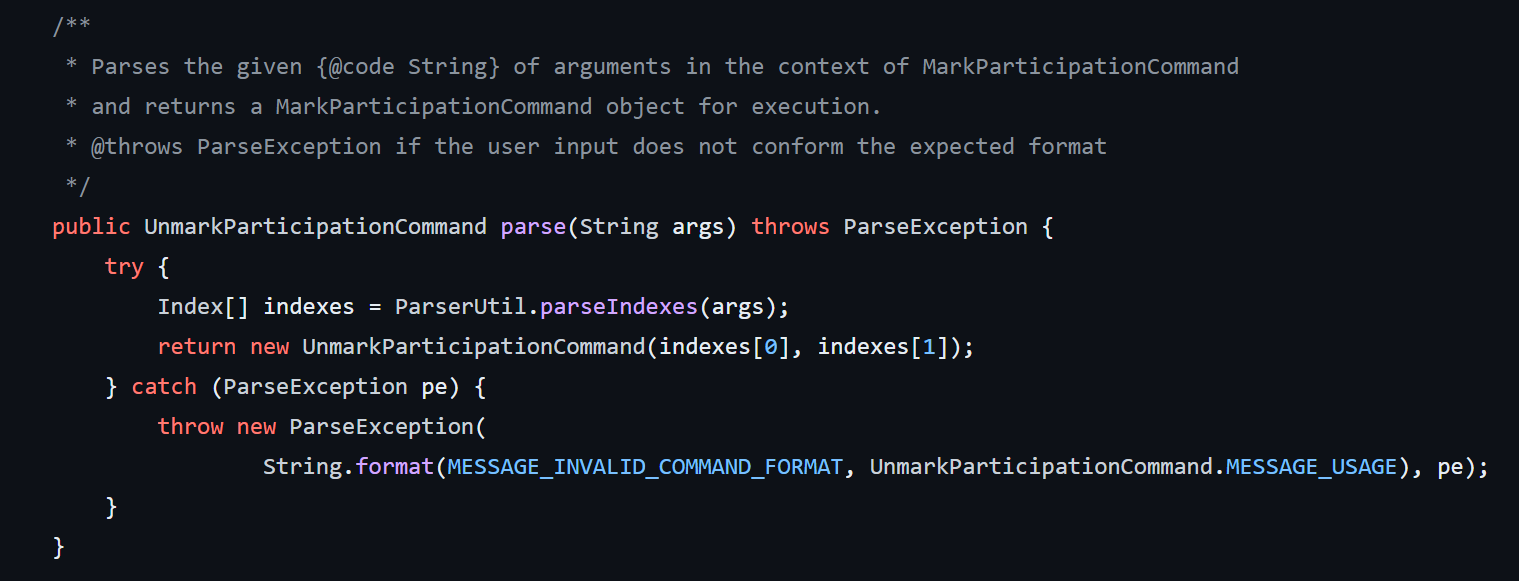 /**
 * Parses the given {@code String} of arguments in the context of MarkParticipationCommand
 * and returns a MarkParticipationCommand object for execution.
 * @throws ParseException if the user input does not conform the expected format
 */
public UnmarkParticipationCommand parse(String args) throws ParseException {
    try {
        Index[] indexes = ParserUtil.parseIndexes(args);
        return new UnmarkParticipationCommand(indexes[0], indexes[1]);
    } catch (ParseException pe) {
        throw new ParseException(
                String.format(MESSAGE_INVALID_COMMAND_FORMAT, UnmarkParticipationCommand.MESSAGE_USAGE), pe);
    }
}